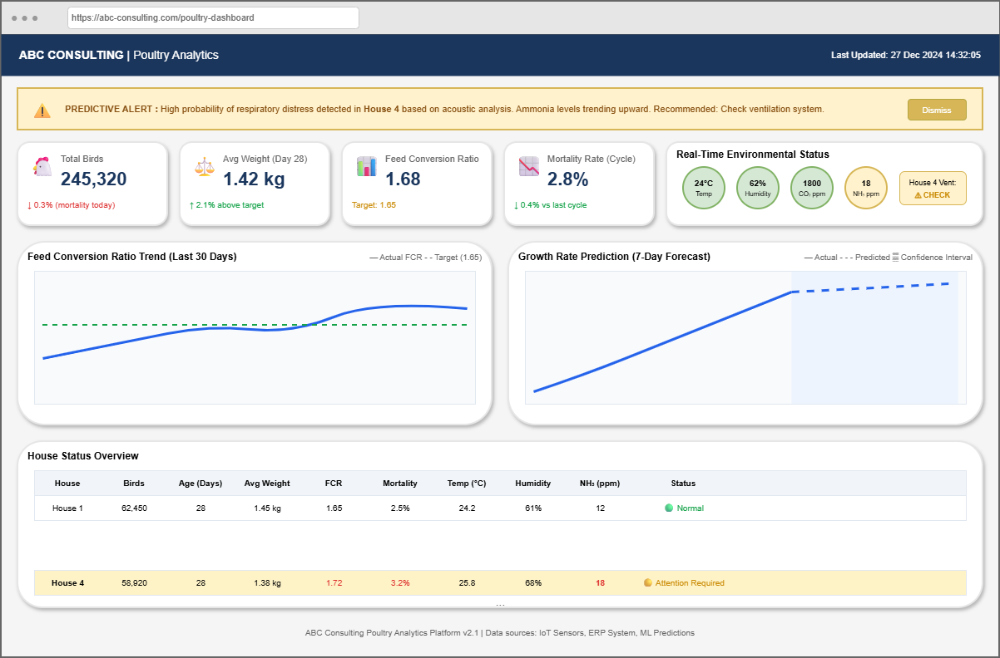 https://abc-consulting.com/poultry-dashboard
ABC CONSULTING | Poultry Analytics
Last Updated: 27 Dec 2024 14:32:05
PREDICTIVE ALERT : High probability of respiratory distress detected in House 4 based on acoustic analysis. Ammonia levels trending upward. Recommended: Check ventilation system.
Dismiss
Total Birds
245,320
↓ 0.3% (mortality today)
Avg Weight (Day 28)
1.42 kg
↑ 2.1% above target
Feed Conversion Ratio
1.68
Target: 1.65
Mortality Rate (Cycle)
2.8%
↓ 0.4% vs last cycle
Real-Time Environmental Status
24°C
Temp
62%
Humidity
1800
CO₂ ppm
18
NH₃ ppm
House 4 Vent:
⚠ CHECK
Feed Conversion Ratio Trend (Last 30 Days)
— Actual FCR - - Target (1.65)
Growth Rate Prediction (7-Day Forecast)
— Actual - - - Predicted ▒ Confidence Interval
House Status Overview
House Birds Age (Days) Avg Weight FCR Mortality Temp (°C) Humidity NH₃ (ppm) Status
House 1 62,450 28 1.45 kg 1.65 2.5% 24.2 61% 12 Normal
House 4 58,920 28 1.38 kg 1.72 3.2% 25.8 68% 18 Attention Required
...
ABC Consulting Poultry Analytics Platform v2.1 | Data sources: IoT Sensors, ERP System, ML Predictions